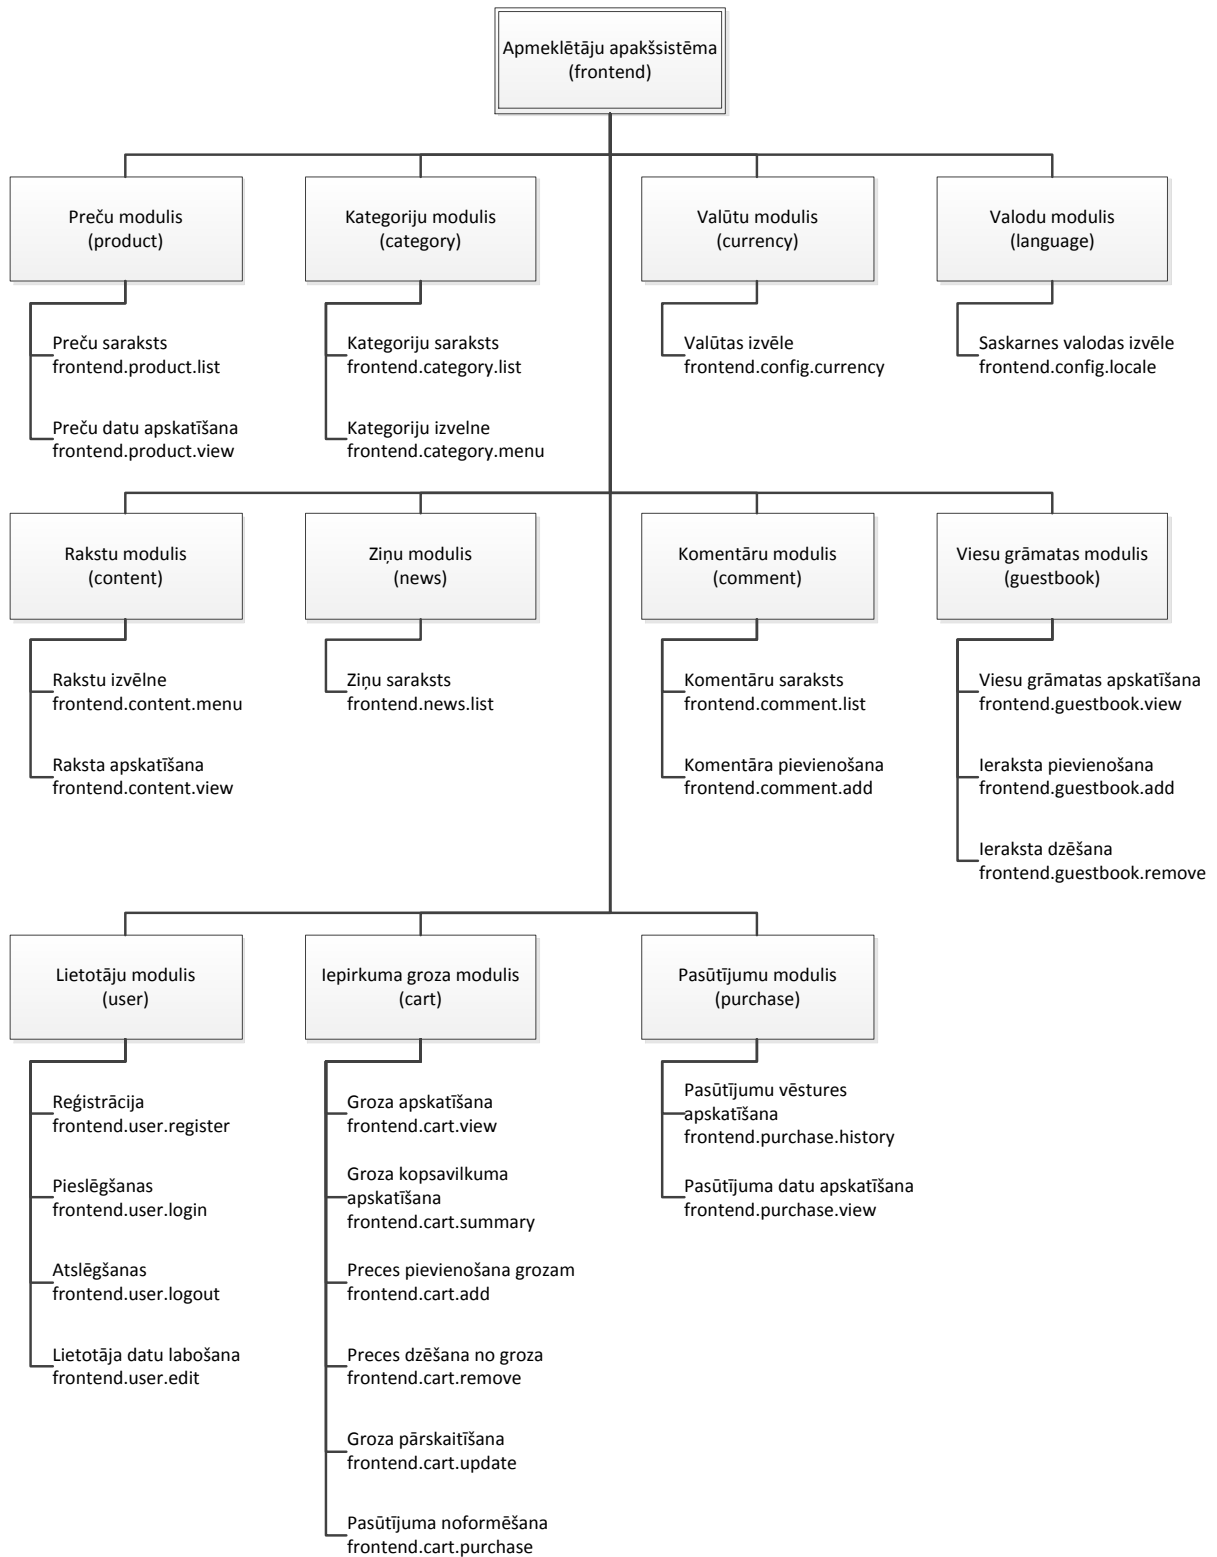 Apmeklētāju apakšsistēma
(frontend)
Preču modulis
(product)
Preču saraksts
frontend.product.list
Preču datu apskatīšana
frontend.product.view
Kategoriju modulis
(category)
Kategoriju saraksts
frontend.category.list
Kategoriju izvelne
frontend.category.menu
Valūtu modulis
(currency)
Valūtas izvēle
frontend.config.currency
Valodu modulis
(language)
Saskarnes valodas izvēle
frontend.config.locale
Rakstu modulis
(content)
Rakstu izvēlne
frontend.content.menu
Raksta apskatīšana
frontend.content.view
Ziņu modulis
(news)
Ziņu saraksts
frontend.news.list
Komentāru modulis
(comment)
Komentāru saraksts
frontend.comment.list
Komentāra pievienošana
frontend.comment.add
Viesu grāmatas modulis
(guestbook)
Viesu grāmatas apskatīšana
frontend.guestbook.view
Ieraksta pievienošana
frontend.guestbook.add
Ieraksta dzēšana
frontend.guestbook.remove
Lietotāju modulis
(user)
Reģistrācija
frontend.user.register
Pieslēgšanas
frontend.user.login
Atslēgšanas
frontend.user.logout
Lietotāja datu labošana
frontend.user.edit
Iepirkuma groza modulis
(cart)
Groza apskatīšana
frontend.cart.view
Groza kopsavilkuma
apskatīšana
frontend.cart.summary
Preces pievienošana grozam
frontend.cart.add
Preces dzēšana no groza
frontend.cart.remove
Groza pārskaitīšana
frontend.cart.update
Pasūtījuma noformēšana
frontend.cart.purchase
Pasūtījumu modulis
(purchase)
Pasūtījumu vēstures
apskatīšana
frontend.purchase.history
Pasūtījuma datu apskatīšana
frontend.purchase.view